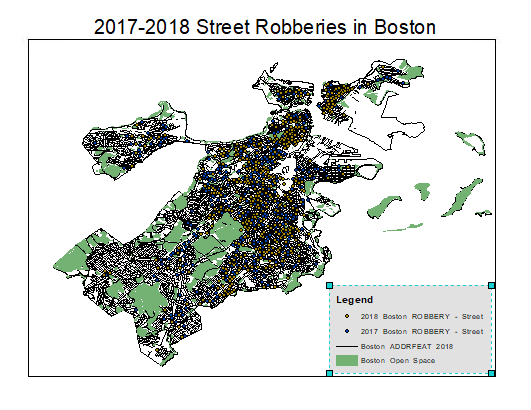 2017-2018 Street Robberies in Boston
Legend
2018 Boston ROBBERY - Street
2017 Boston ROBBERY - Street
Boston ADDRFEAT 2018
Boston Open Space